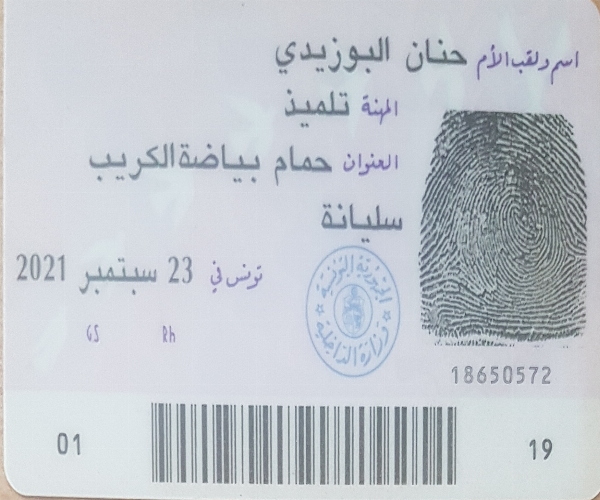 اسم ولقب الأم حنان البوزيدي
المهنة تلميذ
العنوان حمام بياضة الكريب
سليانة
تونس في 23 سبتمبر 2021
GS Rh
الجمهورية التونسية
وزارة الداخلية
18650572
01 19